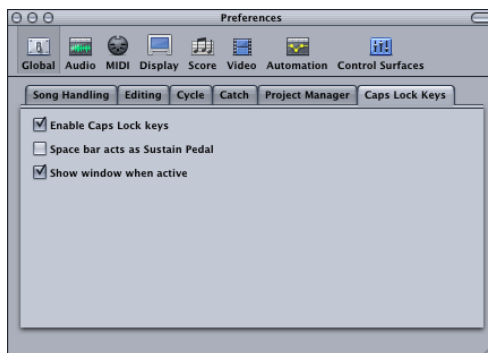 Preferences
Global Audio MIDI Display Score Video Automation Control Surfaces
Song Handling Editing Cycle Catch Project Manager Caps Lock Keys
Enable Caps Lock keys
Space bar acts as Sustain Pedal
Show window when active